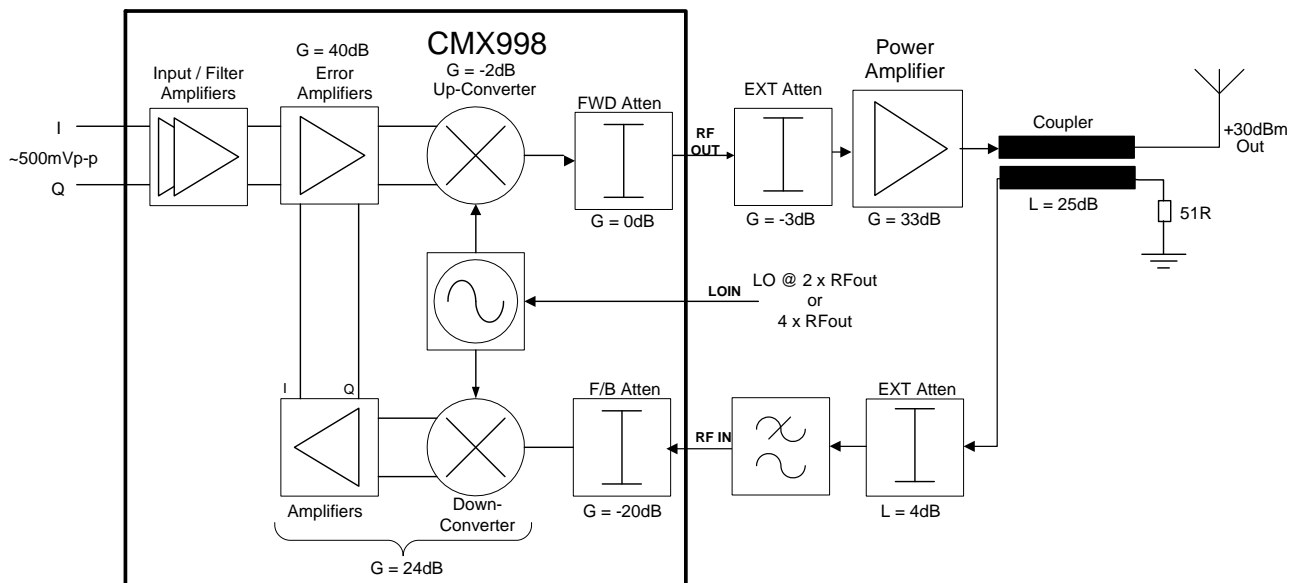 CMX998
G = 40dB
Input / Filter
Amplifiers
Error
Amplifiers
G = -2dB
Up-Converter
FWD Atten
EXT Atten
Power
Amplifier
Coupler
+30dBm
Out
I
~500mVp-p
Q
RF
OUT
G = 0dB
G = -3dB
G = 33dB
L = 25dB
51R
LOIN
LO @ 2 x RFout
or
4 x RFout
I
Q
F/B Atten
EXT Atten
RF IN
Amplifiers
Down-
Converter
G = -20dB
L = 4dB
G = 24dB